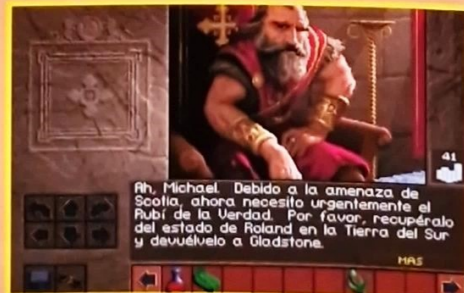 41
Ah, Michael. Debido a la amenaza de
Scotia, ahora necesito urgentemente el
Rubí de la Verdad. Por favor, recupéralo
del estado de Roland en la Tierra del Sur
y devuélvelo a Gladstone.
MAS